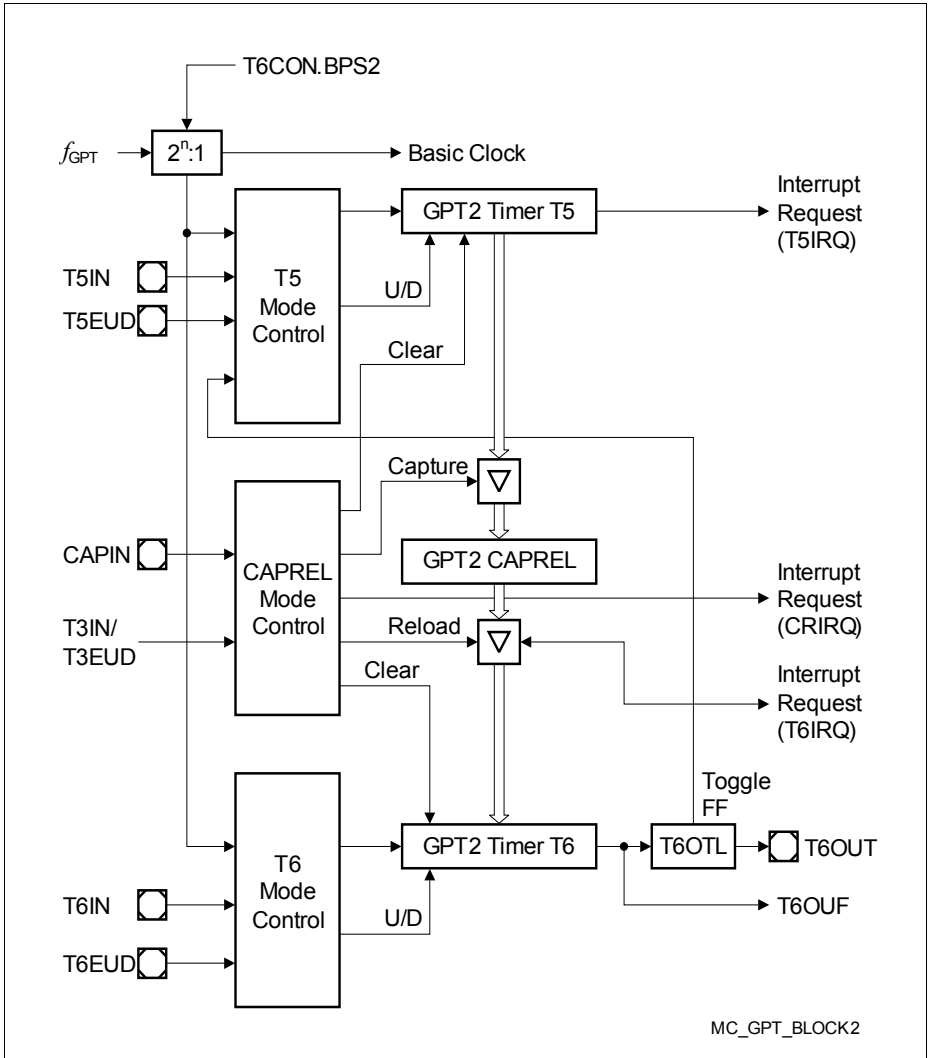 T6CON.BPS2
fGPT
2n:1
Basic Clock
GPT2 Timer T5
Interrupt
Request
(T5IRQ)
T5IN
T5EUD
T5
Mode
Control
U/D
Clear
Capture
CAPIN
T3IN/
T3EUD
CAPREL
Mode
Control
GPT2 CAPREL
Interrupt
Request
(CRIRQ)
Reload
Clear
Interrupt
Request
(T6IRQ)
Toggle
FF
GPT2 Timer T6
T6OTL
T6OUT
T6IN
T6EUD
T6
Mode
Control
U/D
T6OUF
MC_GPT_BLOCK2